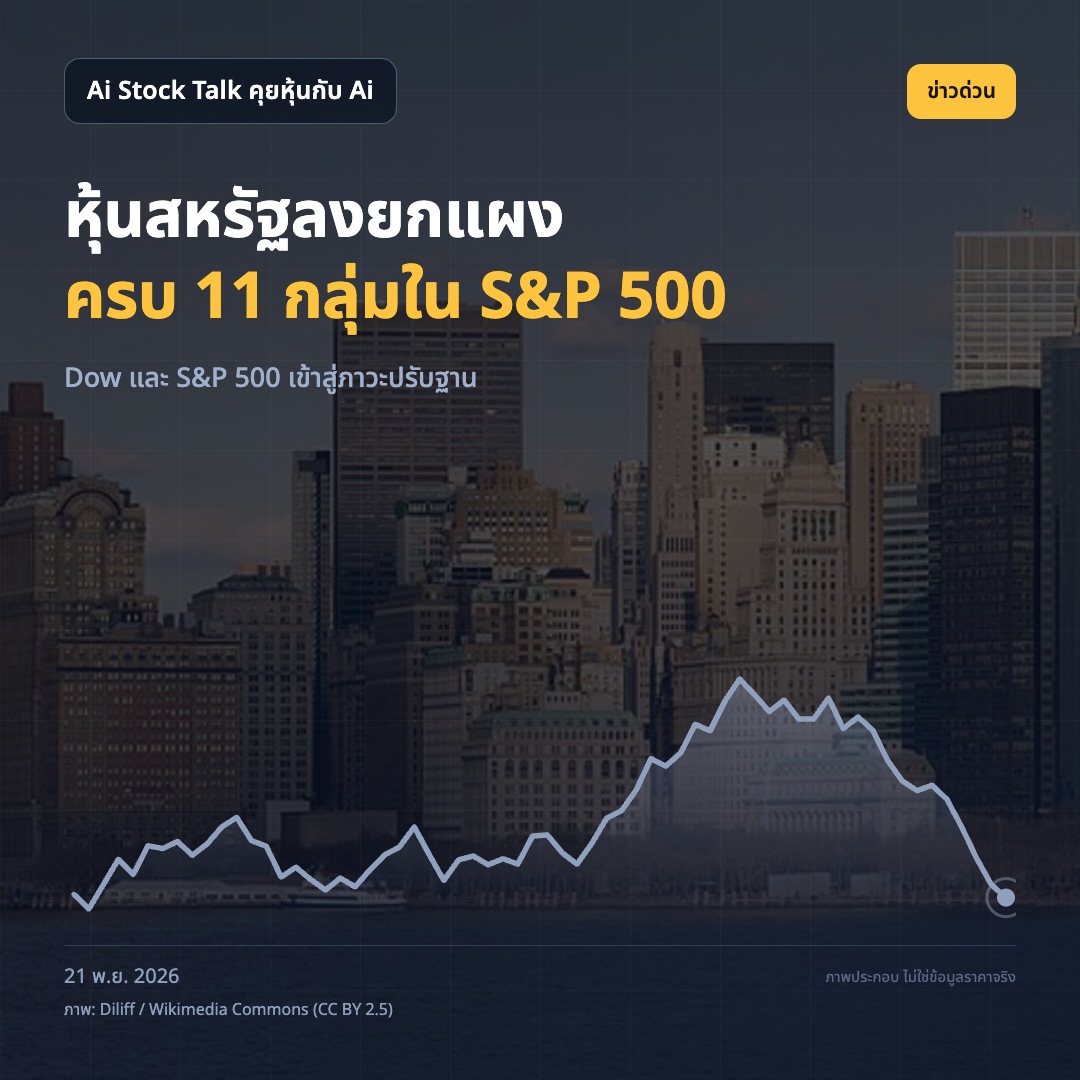 Ai Stock Talk คุยหุ้นกับ Ai
ข่าวด่วน
หุ้นสหรัฐลงยกแผง
ครบ 11 กลุ่มใน S&P 500
Dow และ S&P 500 เข้าสู่ภาวะปรับฐาน
21 พ.ย. 2026
ภาพประกอบ ไม่ใช่ข้อมูลราคาจริง
ภาพ: Diliff / Wikimedia Commons (CC BY 2.5)